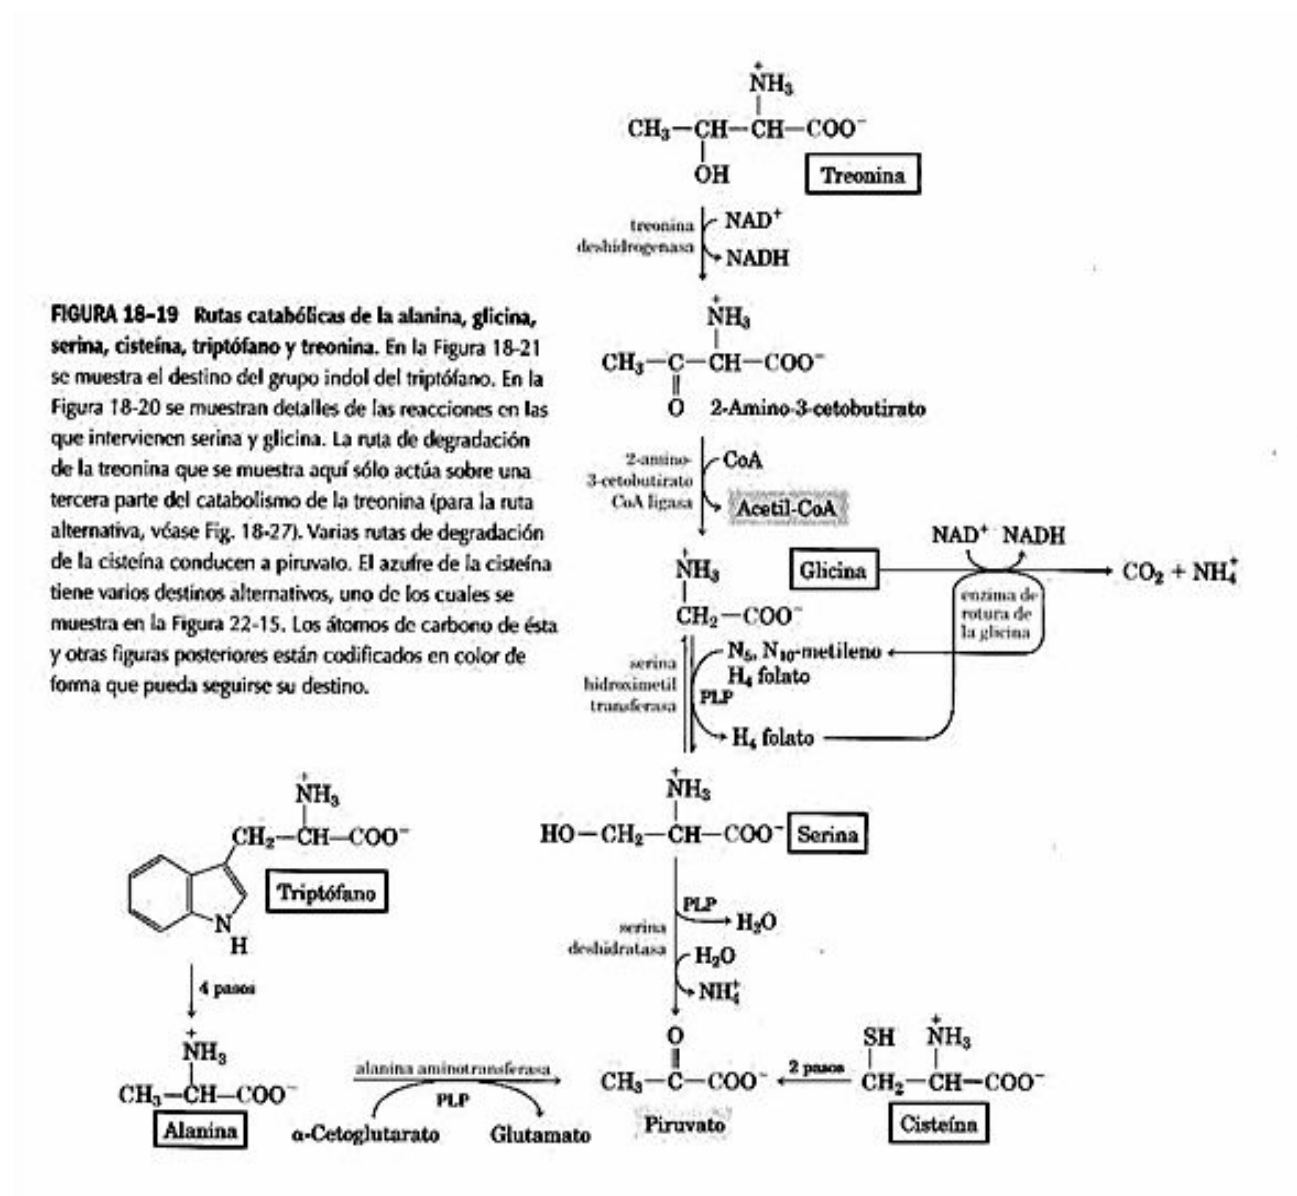 NH₃⁺
CH₃—CH—CH—COO⁻
OH
Treonina
treonina
deshidrogenasa
NAD⁺
NADH
FIGURA 18–19 Rutas catabólicas de la alanina, glicina,
serina, cisteína, triptófano y treonina. En la Figura 18-21
se muestra el destino del grupo indol del triptófano. En la
Figura 18-20 se muestran detalles de las reacciones en las
que intervienen serina y glicina. La ruta de degradación
de la treonina que se muestra aquí sólo actúa sobre una
tercera parte del catabolismo de la treonina (para la ruta
alternativa, véase Fig. 18-27). Varias rutas de degradación
de la cisteína conducen a piruvato. El azufre de la cisteína
tiene varios destinos alternativos, uno de los cuales se
muestra en la Figura 22-15. Los átomos de carbono de ésta
y otras figuras posteriores están codificados en color de
forma que pueda seguirse su destino.
NH₃⁺
CH₃—C—CH—COO⁻
O
2-Amino-3-cetobutirato
2-amino-
3-cetobutirato
CoA ligasa
CoA
Acetil-CoA
NH₃⁺
CH₂—COO⁻
Glicina
NAD⁺ NADH
CO₂ + NH₄⁺
enzima de
rotura de
la glicina
serina
hidroximetil
transferasa
N₅, N₁₀-metileno
H₄ folato
PLP
H₄ folato
NH₃⁺
HO—CH₂—CH—COO⁻
Serina
serina
deshidratasa
PLP
H₂O
H₂O
NH₄⁺
NH₃⁺
CH₂—CH—COO⁻
N
H
Triptófano
4 pasos
NH₃⁺
CH₃—CH—COO⁻
Alanina
alanina aminotransferasa
PLP
α-Cetoglutarato
Glutamato
O
CH₃—C—COO⁻
Piruvato
2 pasos
SH NH₃⁺
CH₂—CH—COO⁻
Cisteína